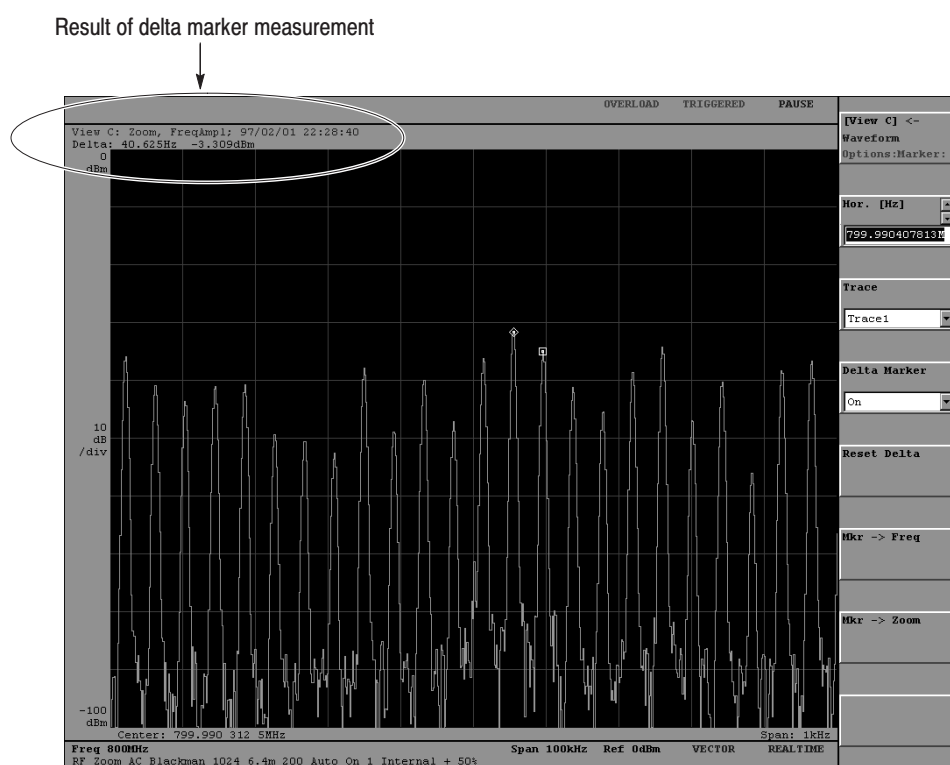 Result of delta marker measurement
OVERLOAD TRIGGERED PAUSE
View C: Zoom, FreqAmpl; 97/02/01 22:28:40
Delta: 40.625Hz -3.309dBm
0
dBm
10
dB
/div
-100
dBm
Center: 799.990 312 5MHz Span: 1kHz
Freq 800MHz Span 100kHz Ref 0dBm VECTOR REALTIME
RF Zoom AC Blackman 1024 6.4m 200 Auto On 1 Internal + 50%
[View C] <-
Waveform
Options:Marker:
Hor. [Hz]
799.990407813M
Trace
Trace1
Delta Marker
On
Reset Delta
Mkr -> Freq
Mkr -> Zoom